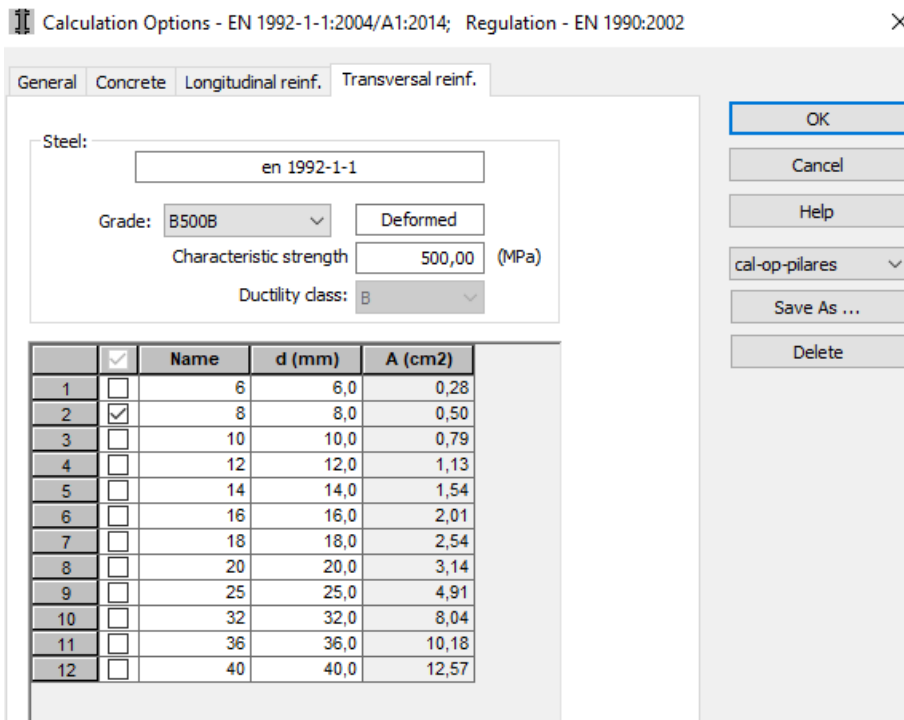 Calculation Options - EN 1992-1-1:2004/A1:2014; Regulation - EN 1990:2002
General Concrete Longitudinal reinf. Transversal reinf.
Steel:
en 1992-1-1
Grade: B500B Deformed
Characteristic strength 500,00 (MPa)
Ductility class: B
Name d (mm) A (cm2)
1 6 6,0 0,28
2 8 8,0 0,50
3 10 10,0 0,79
4 12 12,0 1,13
5 14 14,0 1,54
6 16 16,0 2,01
7 18 18,0 2,54
8 20 20,0 3,14
9 25 25,0 4,91
10 32 32,0 8,04
11 36 36,0 10,18
12 40 40,0 12,57
OK
Cancel
Help
cal-op-pilares
Save As ...
Delete